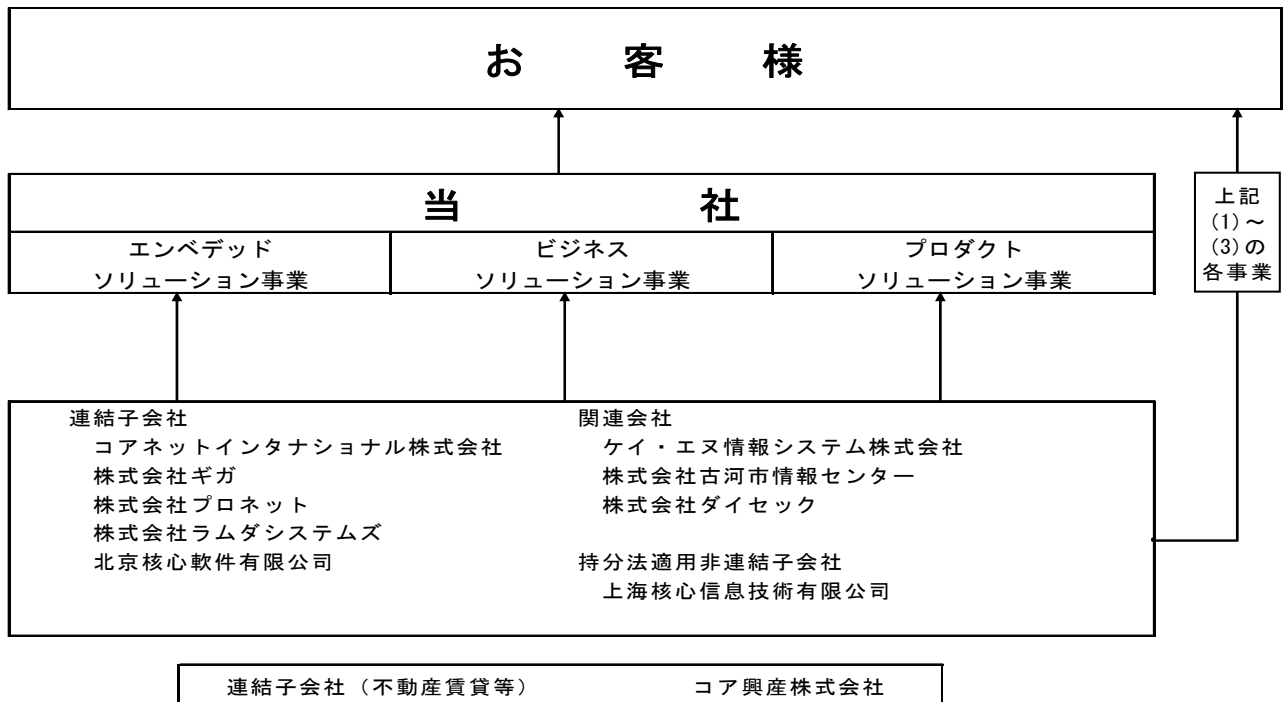 お客様
当社
エンベデッド
ソリューション事業
ビジネス
ソリューション事業
プロダクト
ソリューション事業
上記
(1)～
(3)の
各事業
連結子会社
コアネットインタナショナル株式会社
株式会社ギガ
株式会社プロネット
株式会社ラムダシステムズ
北京核心軟件有限公司
関連会社
ケイ・エヌ情報システム株式会社
株式会社古河市情報センター
株式会社ダイセック
持分法適用非連結子会社
上海核心信息技術有限公司
連結子会社（不動産賃貸等） コア興産株式会社